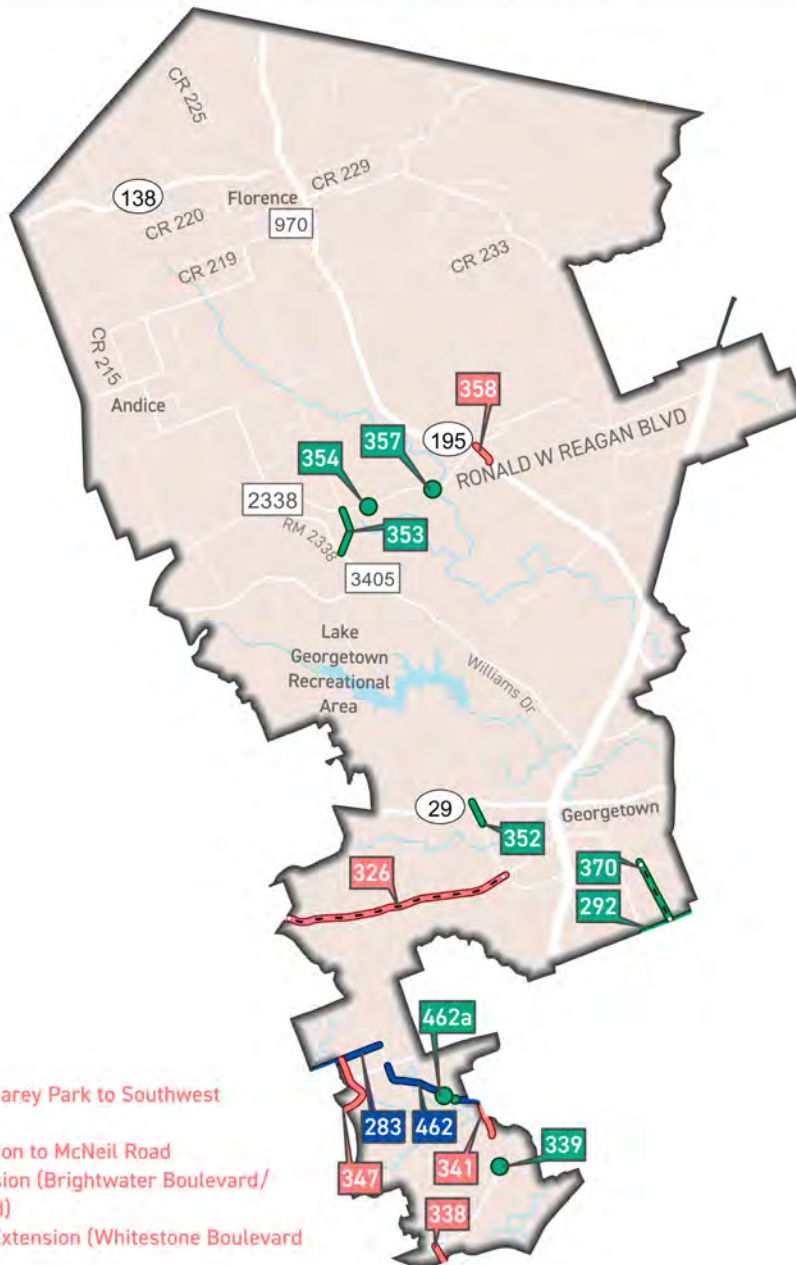 CR 225
138
CR 229
Florence
CR 220
970
CR 219
CR 233
CR 215
Andice
358
195
RONALD W REAGAN BLVD
357
354
2338
353
RM 2338
3405
Lake
Georgetown
Recreational
Area
Williams Dr
29
Georgetown
352
326
370
292
462a
283
462
339
341
347
338
arey Park to Southwest
on to McNeil Road
sion (Brightwater Boulevard/
d)
Extension (Whitestone Boulevard